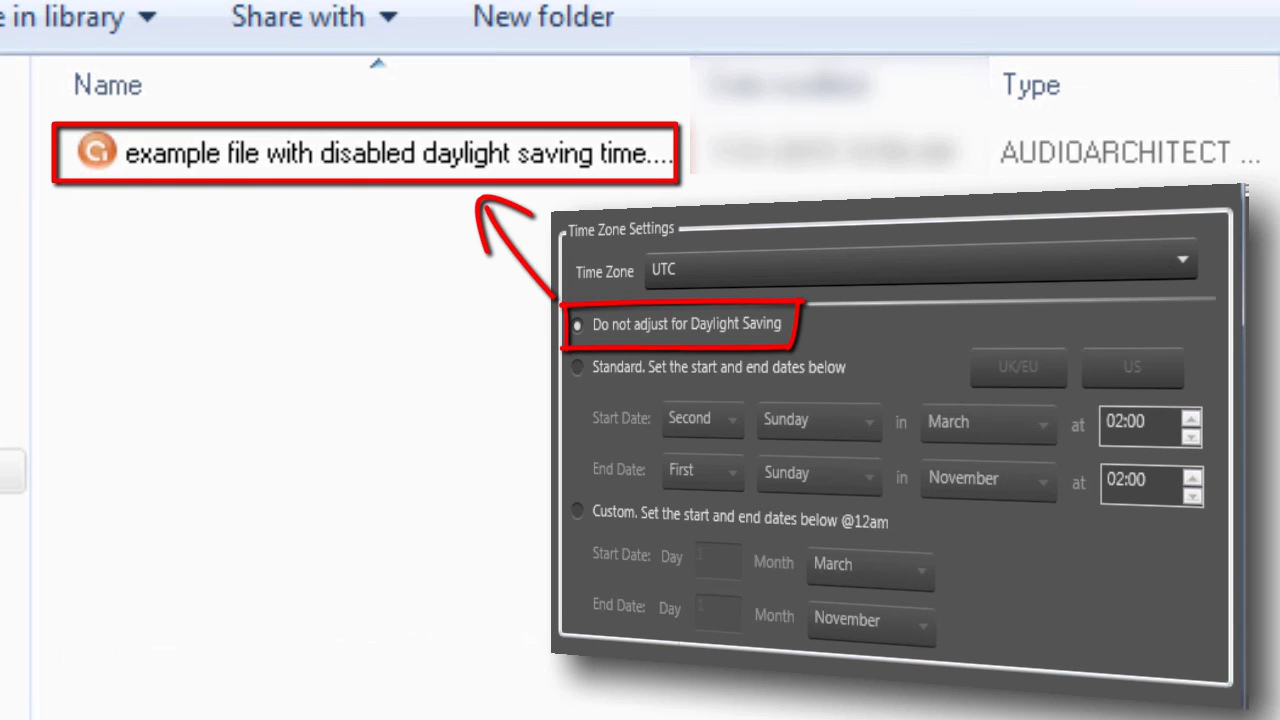 e in library Share with New folder
Name Type
example file with disabled daylight saving time.... AUDIOARCHITECT ...
Time Zone Settings
Time Zone UTC
Do not adjust for Daylight Saving
Standard. Set the start and end dates below UK/EU US
Start Date: Second Sunday in March at 02:00
End Date: First Sunday in November at 02:00
Custom. Set the start and end dates below @12am
Start Date: Day 1 Month March
End Date: Day 1 Month November